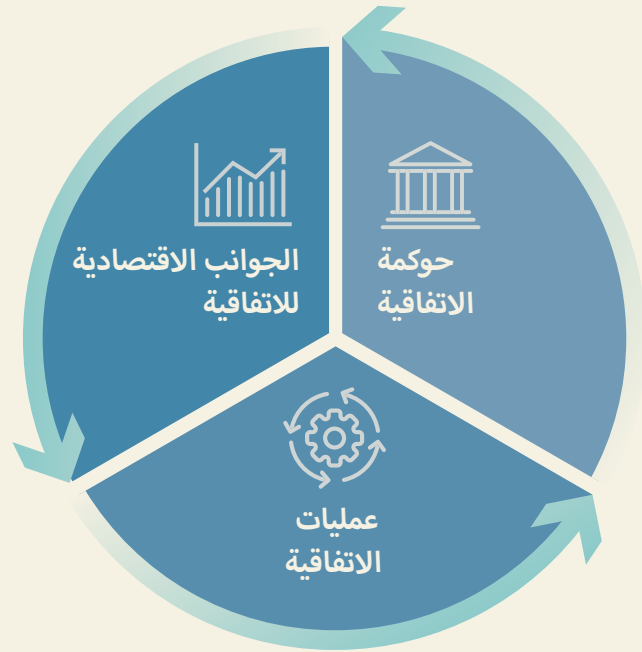 حوكمة
الاتفاقية
الجوانب الاقتصادية
للاتفاقية
عمليات
الاتفاقية